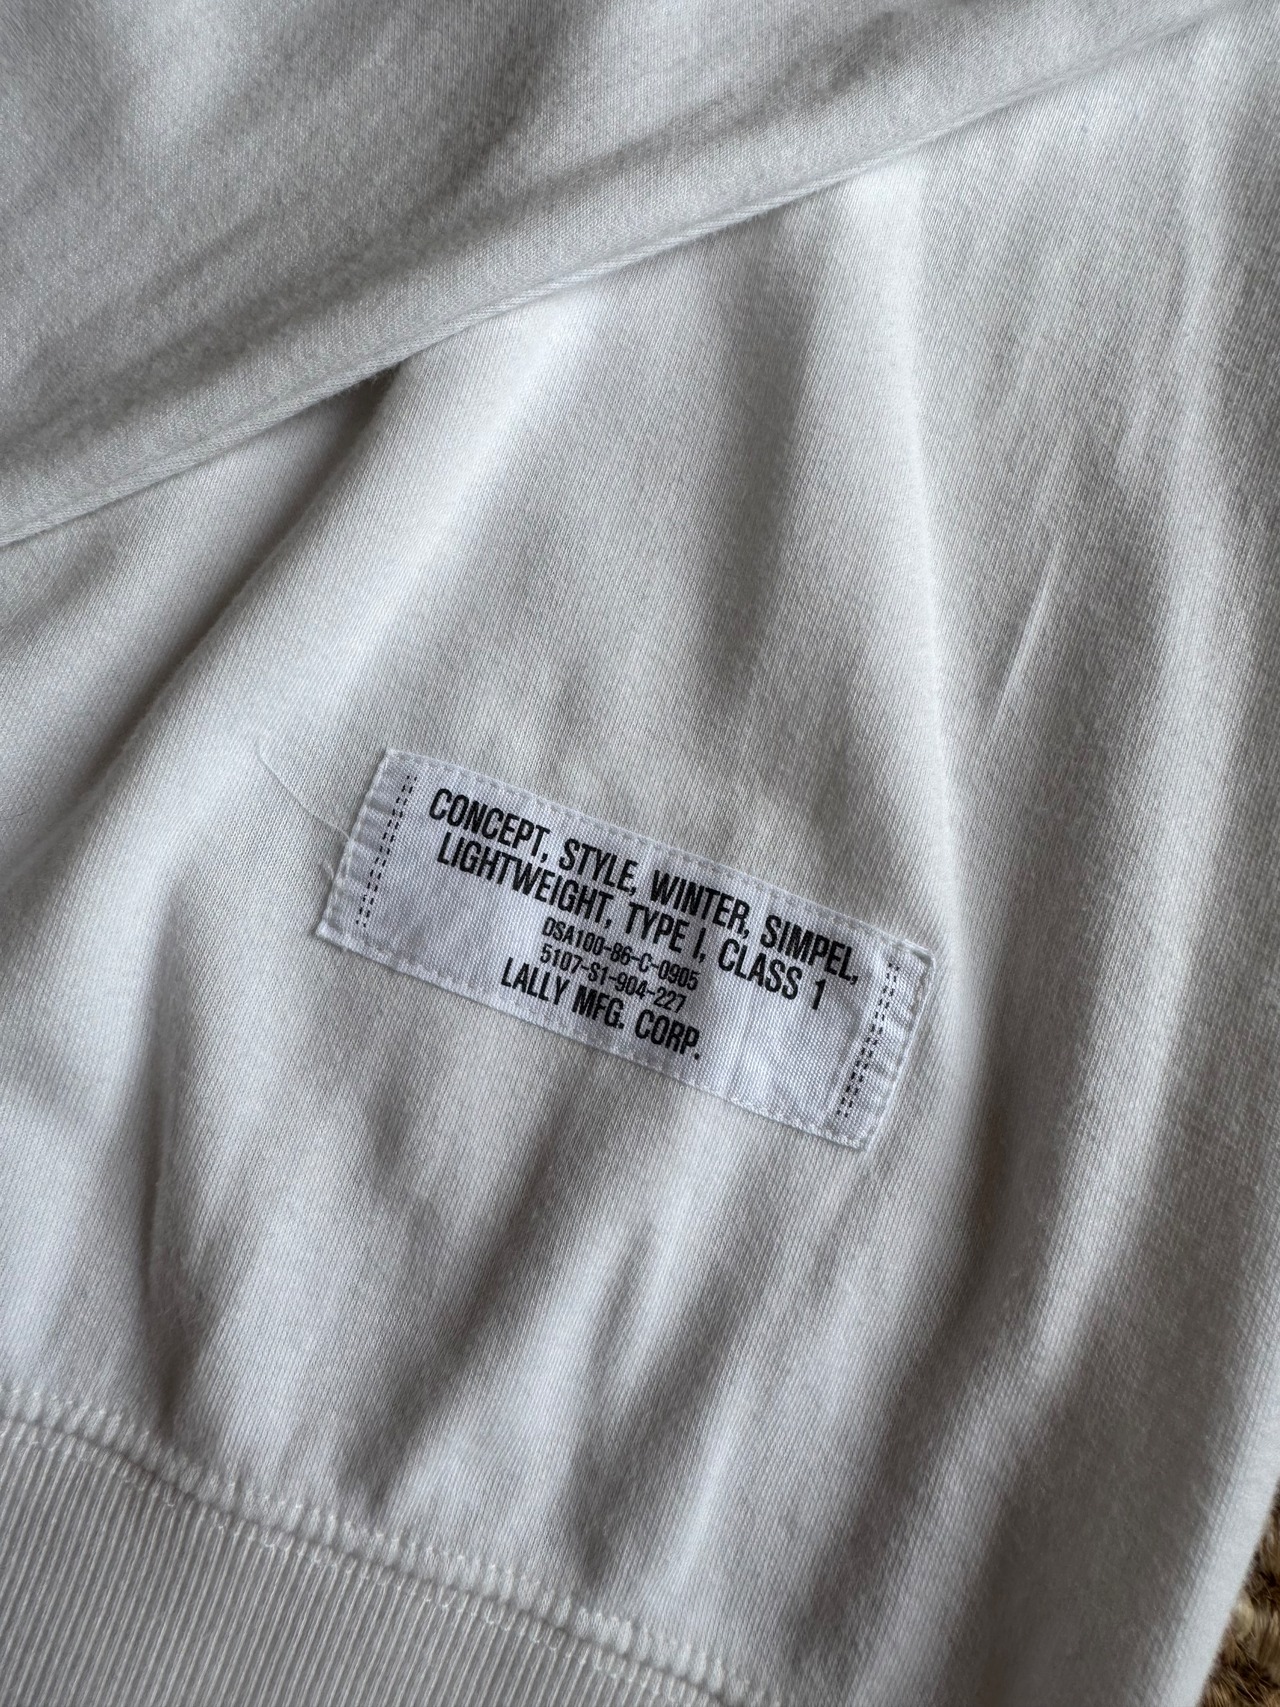 CONCEPT, STYLE, WINTER, SIMPEL,
LIGHTWEIGHT, TYPE I, CLASS 1
DSA100-86-C-0905
5107-S1-904-227
LALLY MFG. CORP.